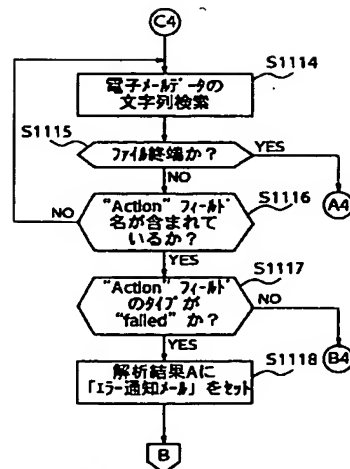 C4
S1114
電子メールデータの
文字列検索
S1115
ファイル終端か?
YES
A4
NO
S1116
"Action"フィールド
名が含まれて
いるか?
NO
YES
S1117
"Action"フィールド
のタイプが
"failed"か?
NO
B4
YES
S1118
解析結果Aに
「エラー通知メール」をセット
B